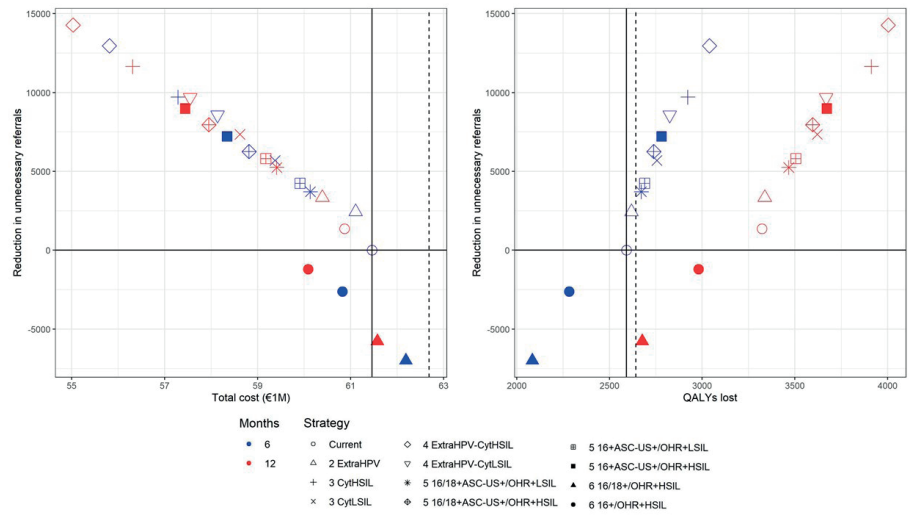 15000
10000
5000
0
-5000
Reduction in unnecessary referrals
55
57
59
61
63
Total cost (€1M)
15000
10000
5000
0
-5000
Reduction in unnecessary referrals
2000
2500
3000
3500
4000
QALYs lost
Months
6
12
Strategy
Current
2 ExtraHPV
3 CytHSIL
3 CytLSIL
4 ExtraHPV-CytHSIL
4 ExtraHPV-CytLSIL
5 16/18+ASC-US+/OHR+LSIL
5 16/18+ASC-US+/OHR+HSIL
5 16+ASC-US+/OHR+LSIL
5 16+ASC-US+/OHR+HSIL
6 16/18+/OHR+HSIL
6 16+/OHR+HSIL